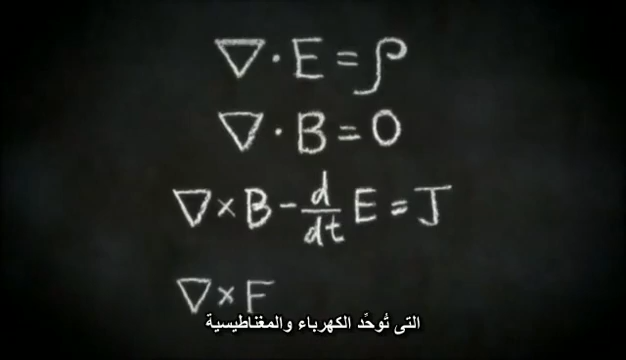 ∇·E=ρ
∇·B=0
∇×B-d/dt E=J
∇×F
التى تُوحِّد الكهرباء والمغناطيسية